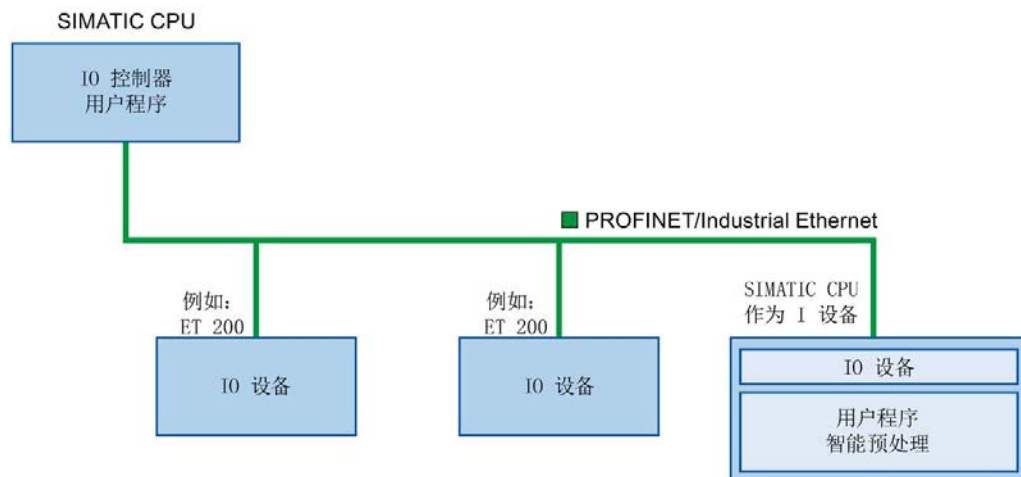 SIMATIC CPU
IO 控制器
用户程序
PROFINET/Industrial Ethernet
例如：
ET 200
IO 设备
例如：
ET 200
IO 设备
SIMATIC CPU
作为 I 设备
IO 设备
用户程序
智能预处理